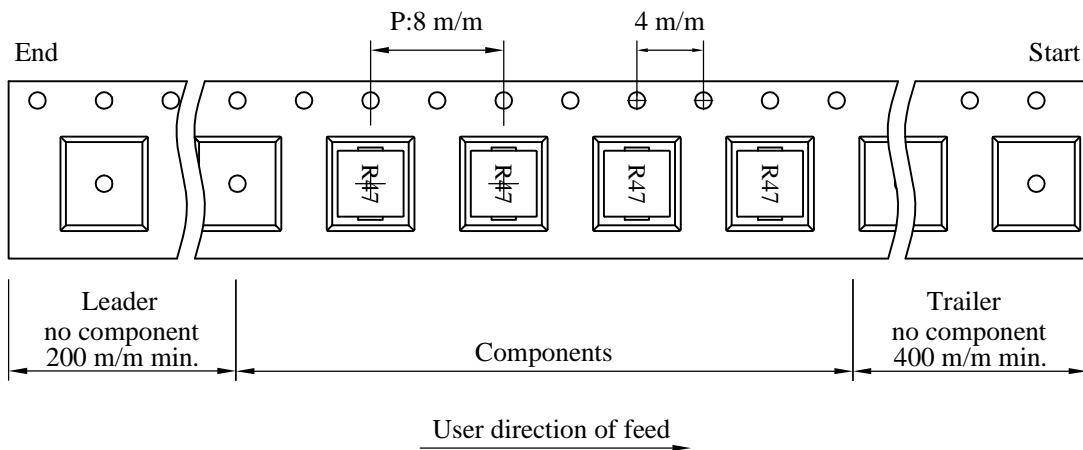 P:8 m/m
4 m/m
End
Start
R47
R47
R47
R47
Leader
no component
200 m/m min.
Components
Trailer
no component
400 m/m min.
User direction of feed